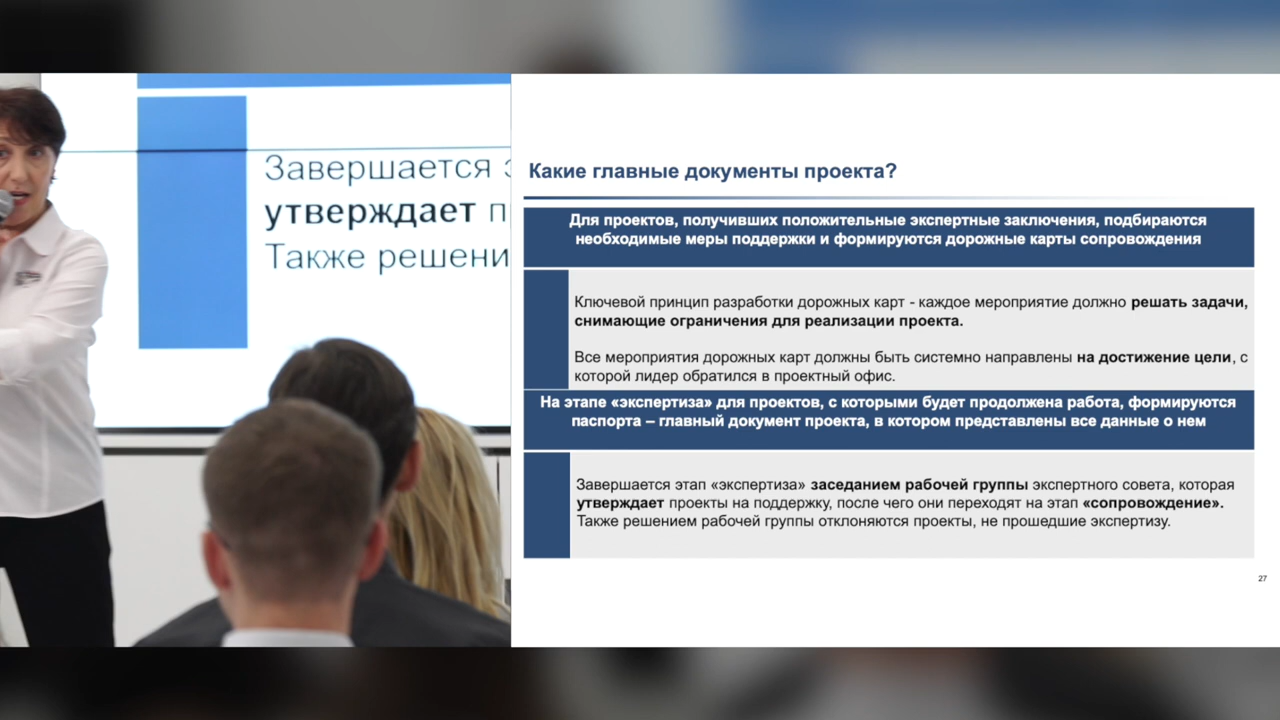 Завершается
утверждает
Также решени
Какие главные документы проекта?
Для проектов, получивших положительные экспертные заключения, подбираются
необходимые меры поддержки и формируются дорожные карты сопровождения
Ключевой принцип разработки дорожных карт - каждое мероприятие должно решать задачи,
снимающие ограничения для реализации проекта.
Все мероприятия дорожных карт должны быть системно направлены на достижение цели, с
которой лидер обратился в проектный офис.
На этапе «экспертиза» для проектов, с которыми будет продолжена работа, формируются
паспорта – главный документ проекта, в котором представлены все данные о нем
Завершается этап «экспертиза» заседанием рабочей группы экспертного совета, которая
утверждает проекты на поддержку, после чего они переходят на этап «сопровождение».
Также решением рабочей группы отклоняются проекты, не прошедшие экспертизу.
27